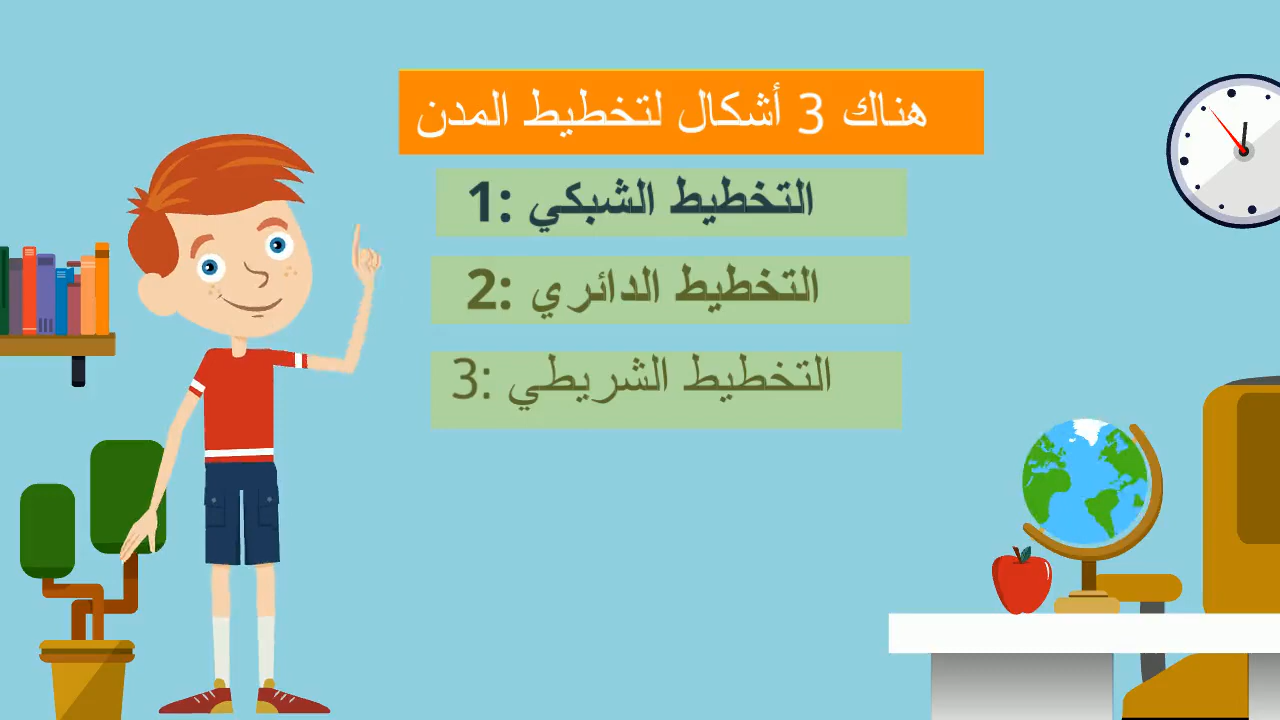 هناك 3 أشكال لتخطيط المدن
1: التخطيط الشبكي
2: التخطيط الدائري
3: التخطيط الشريطي